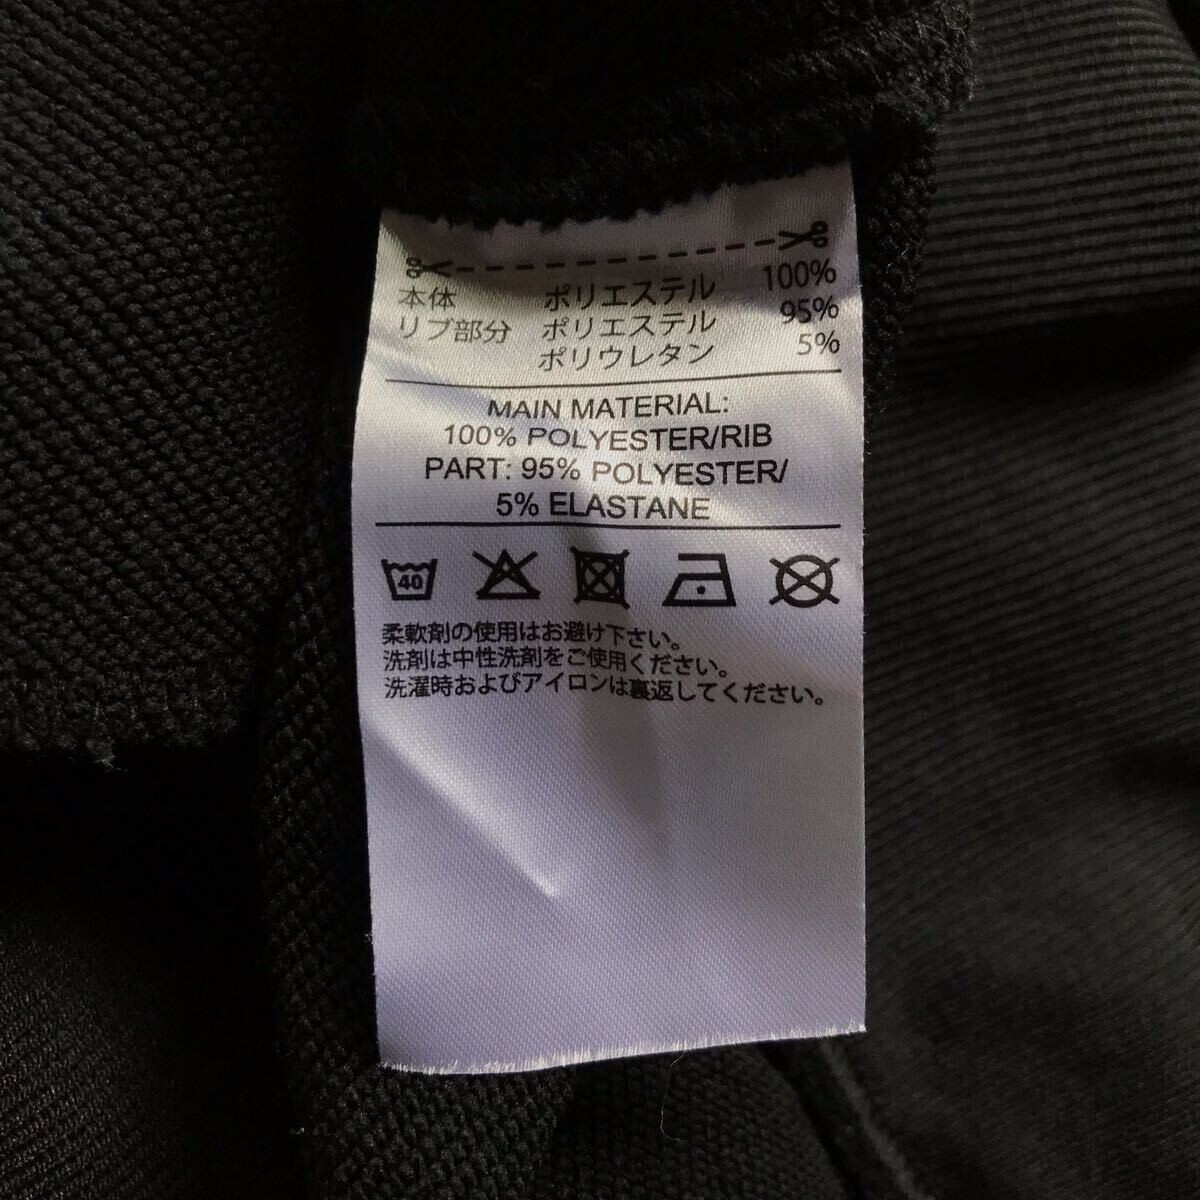 本体 ポリエステル 100%
リブ部分 ポリエステル 95%
ポリウレタン 5%
MAIN MATERIAL:
100% POLYESTER/RIB
PART: 95% POLYESTER/
5% ELASTANE
40
柔軟剤の使用はお避け下さい。
洗剤は中性洗剤をご使用ください。
洗濯時およびアイロンは裏返してください。